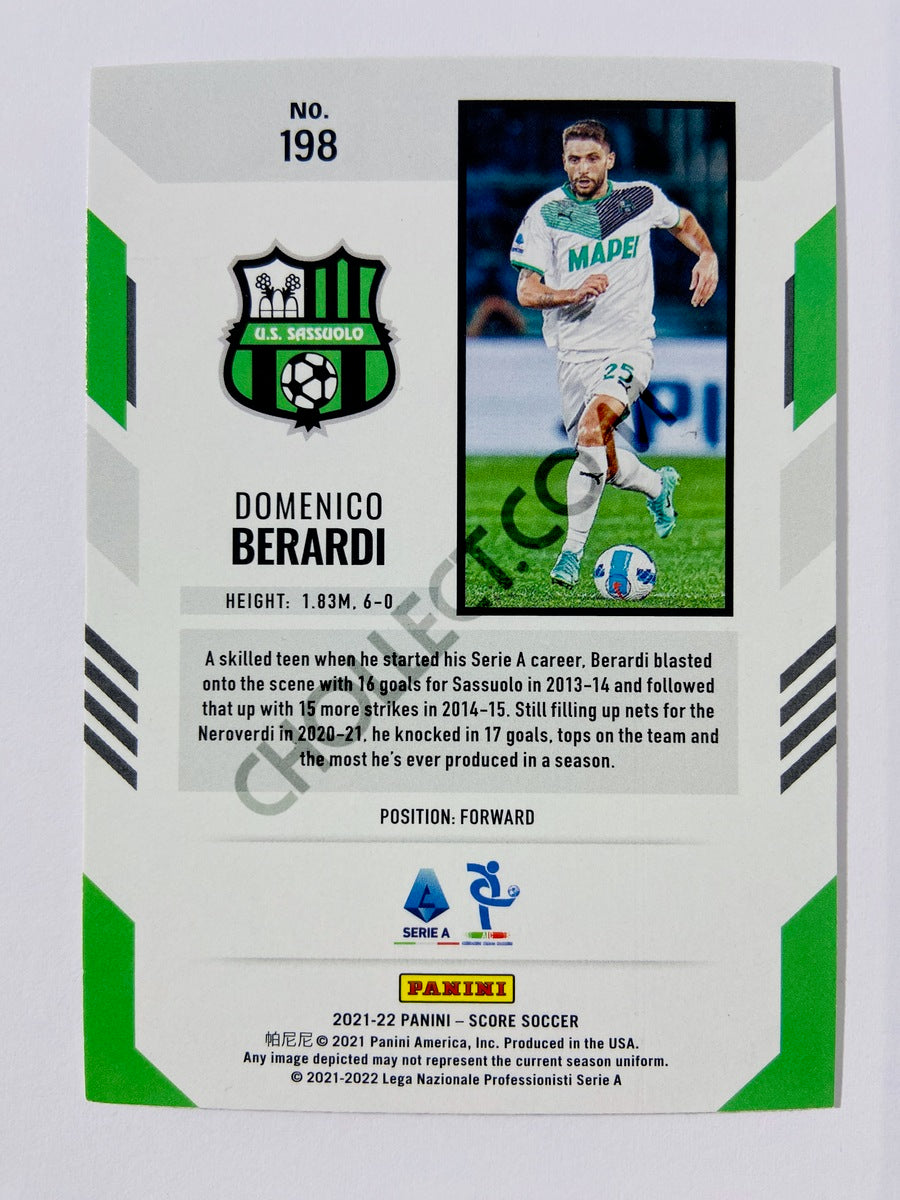 NO.
198
U.S. SASSUOLO
MAPEI
25
DOMENICO
BERARDI
HEIGHT: 1.83M, 6-0
A skilled teen when he started his Serie A career, Berardi blasted
onto the scene with 16 goals for Sassuolo in 2013-14 and followed
that up with 15 more strikes in 2014-15. Still filling up nets for the
Neroverdi in 2020-21, he knocked in 17 goals, tops on the team and
the most he's ever produced in a season.
CHOLLECT.COM
POSITION: FORWARD
SERIE A
PANINI
2021-22 PANINI – SCORE SOCCER
帕尼尼 © 2021 Panini America, Inc. Produced in the USA.
Any image depicted may not represent the current season uniform.
© 2021-2022 Lega Nazionale Professionisti Serie A